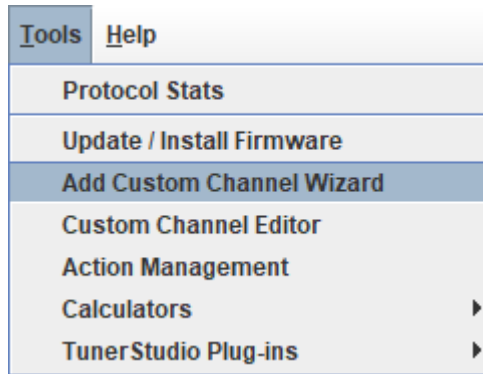 Tools Help
Protocol Stats
Update / Install Firmware
Add Custom Channel Wizard
Custom Channel Editor
Action Management
Calculators
TunerStudio Plug-ins